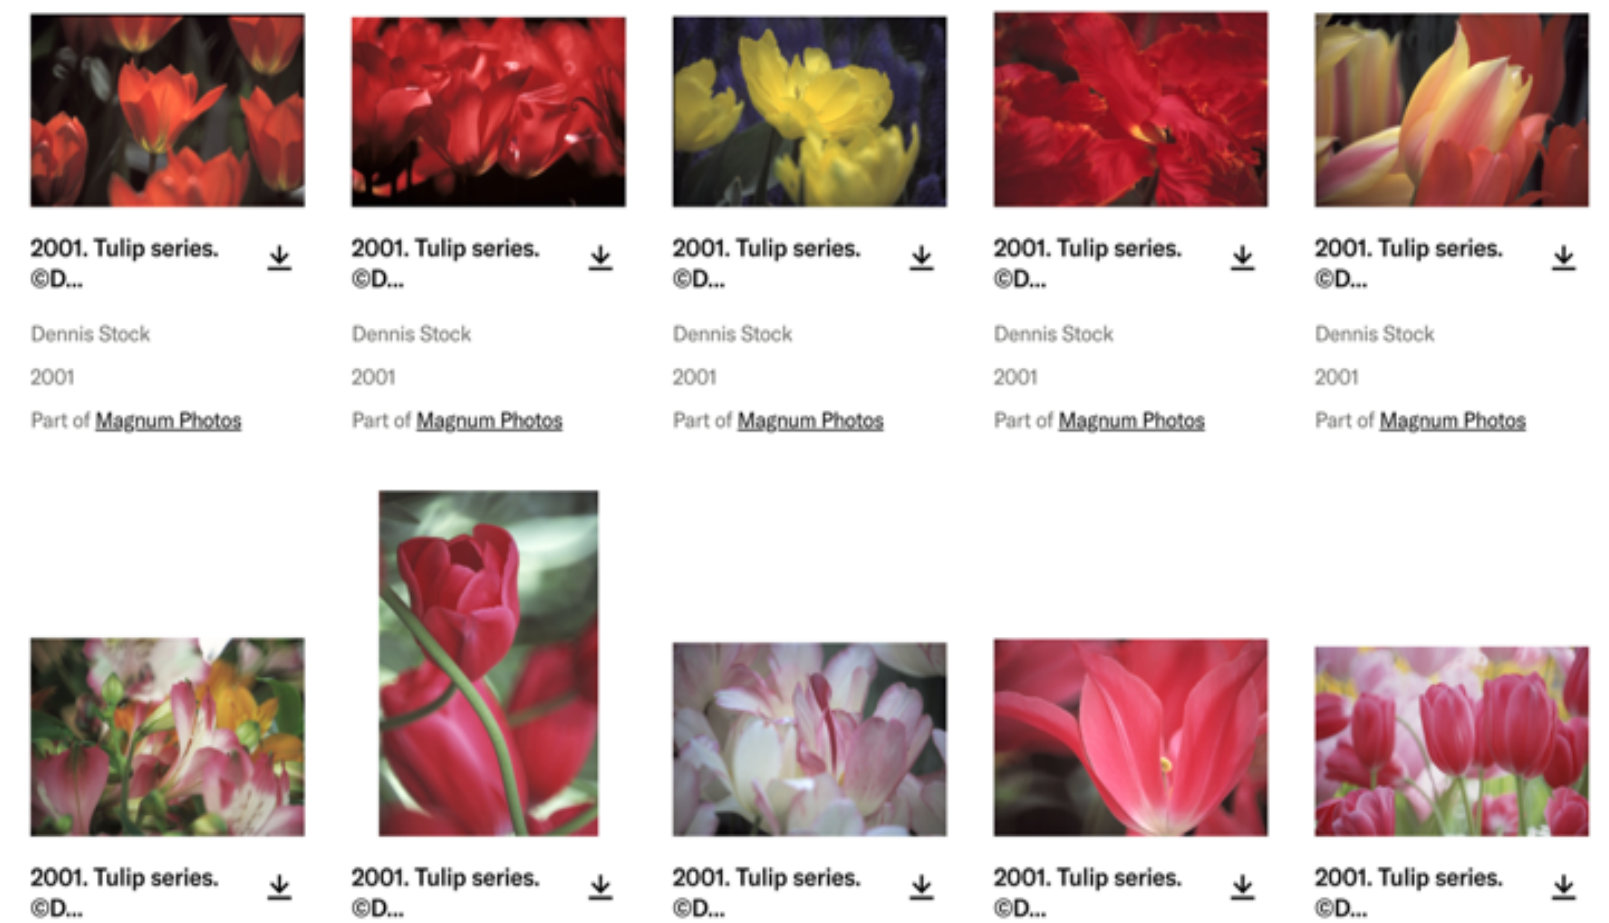 2001. Tulip series.
©D...
Dennis Stock
2001
Part of Magnum Photos
2001. Tulip series.
©D...
Dennis Stock
2001
Part of Magnum Photos
2001. Tulip series.
©D...
Dennis Stock
2001
Part of Magnum Photos
2001. Tulip series.
©D...
Dennis Stock
2001
Part of Magnum Photos
2001. Tulip series.
©D...
Dennis Stock
2001
Part of Magnum Photos
2001. Tulip series.
©D...
2001. Tulip series.
©D...
2001. Tulip series.
©D...
2001. Tulip series.
©D...
2001. Tulip series.
©D...